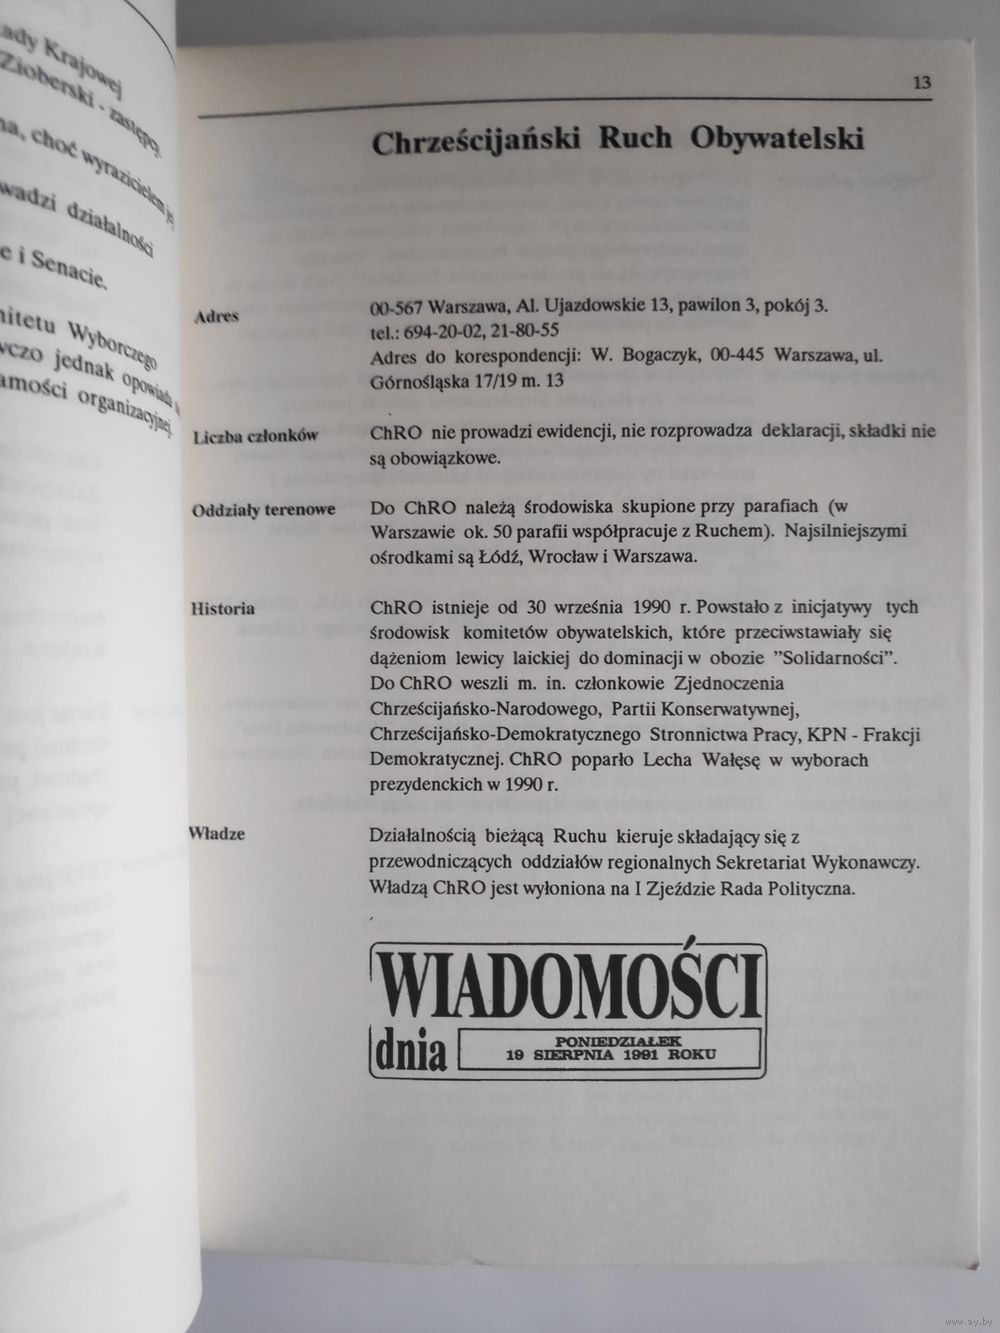 ady Krajowej
Zioberski - zastępcy.
na, choć wyrazicielem jej
wadzi działalności
e i Senacie.
nitetu Wyborczego
wczo jednak opowiada
amości organizacyjnej.
13
Chrześcijański Ruch Obywatelski
Adres
00-567 Warszawa, Al. Ujazdowskie 13, pawilon 3, pokój 3.
tel.: 694-20-02, 21-80-55
Adres do korespondencji: W. Bogaczyk, 00-445 Warszawa, ul.
Górnośląska 17/19 m. 13
Liczba członków
ChRO nie prowadzi ewidencji, nie rozprowadza deklaracji, składki nie
są obowiązkowe.
Oddziały terenowe
Do ChRO należą środowiska skupione przy parafiach (w
Warszawie ok. 50 parafii współpracuje z Ruchem). Najsilniejszymi
ośrodkami są Łódź, Wrocław i Warszawa.
Historia
ChRO istnieje od 30 września 1990 r. Powstało z inicjatywy tych
środowisk komitetów obywatelskich, które przeciwstawiały się
dążeniom lewicy laickiej do dominacji w obozie ”Solidarności”.
Do ChRO weszli m. in. członkowie Zjednoczenia
Chrześcijańsko-Narodowego, Partii Konserwatywnej,
Chrześcijańsko-Demokratycznego Stronnictwa Pracy, KPN - Frakcji
Demokratycznej. ChRO poparło Lecha Wałęsę w wyborach
prezydenckich w 1990 r.
Władze
Działalnością bieżącą Ruchu kieruje składający się z
przewodniczących oddziałów regionalnych Sekretariat Wykonawczy.
Władzą ChRO jest wyłoniona na I Zjeździe Rada Polityczna.
WIADOMOŚCI
dnia
PONIEDZIAŁEK
19 SIERPNIA 1991 ROKU
www.ay.by